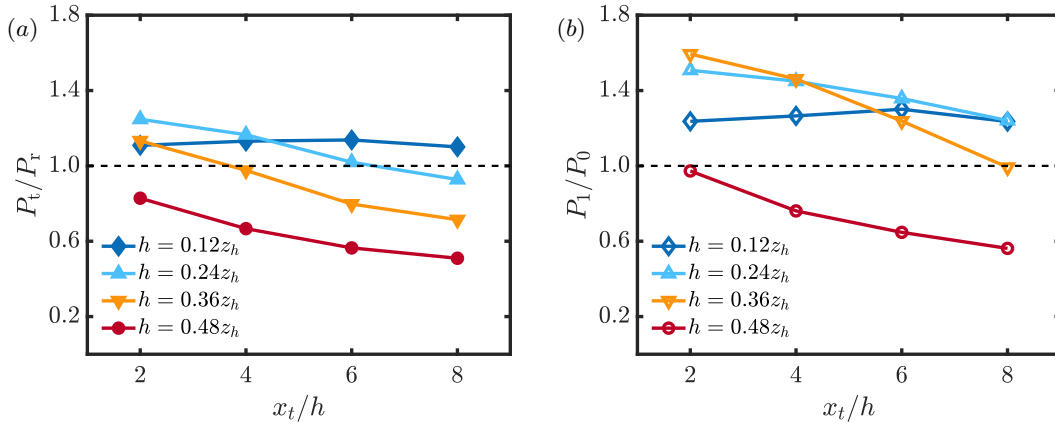 (a)
1.8
1.4
1.0
0.6
0.2
P_t/P_r
h = 0.12z_h
h = 0.24z_h
h = 0.36z_h
h = 0.48z_h
2 4 6 8
x_t/h
(b)
1.8
1.4
1.0
0.6
0.2
P_1/P_0
h = 0.12z_h
h = 0.24z_h
h = 0.36z_h
h = 0.48z_h
2 4 6 8
x_t/h